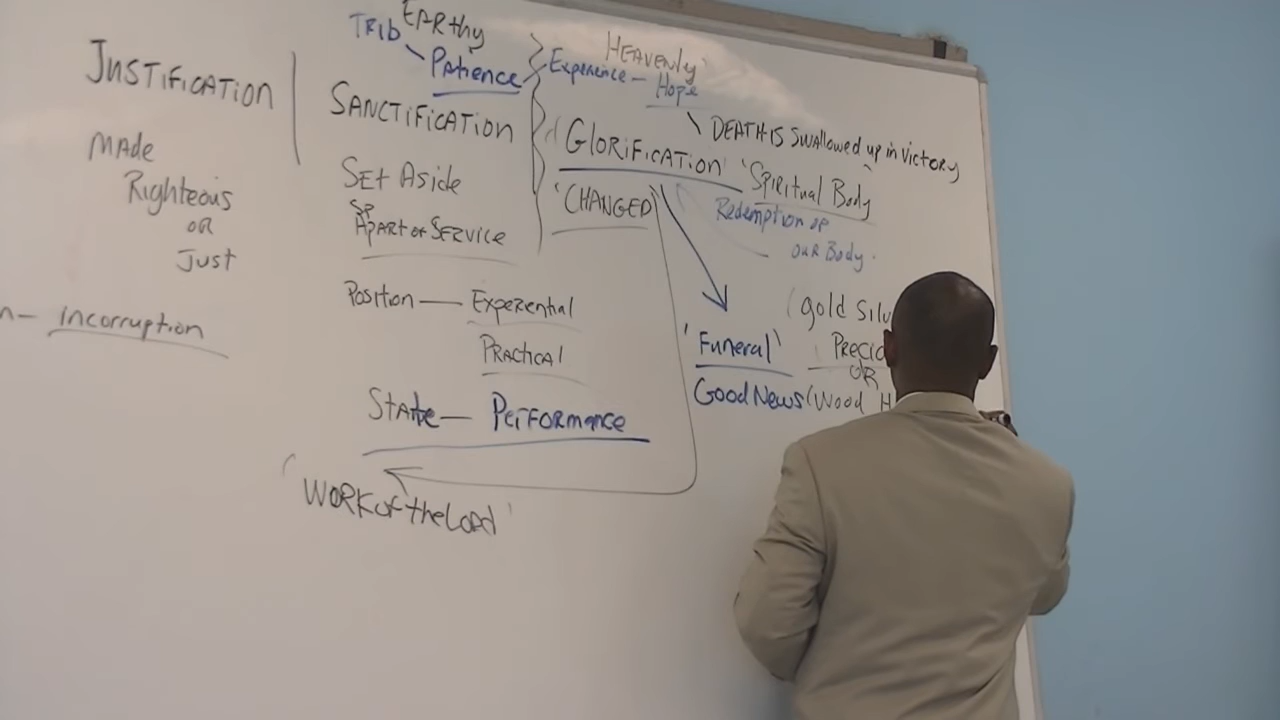 JUSTIFICATION
MADE
Righteous
OR
Just
n- incorruption
EARthy
TRIB
Patience
SANCTIFICATION
SET ASIDE
SP
APART OF SERVICE
Position — Experential
PRACTICAL
State — PerFORMANCE
'WORK of the LORD'
HEAVENLY
Experience — Hope
DEATH IS SWALLOWED up in VICTORY
GLORIFICATION
'CHANGED'
'SPIRITUAL BODY
Redemption OF
OUR Body.
'Funeral'
Good News
(gold Silv
Precio
OR
(Wood H